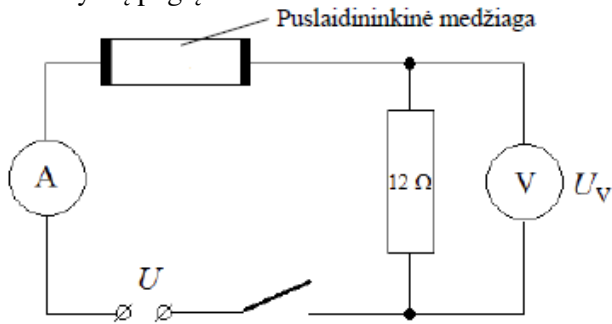 Puslaidininkinė medžiaga
A
12 Ω
V
U_V
U